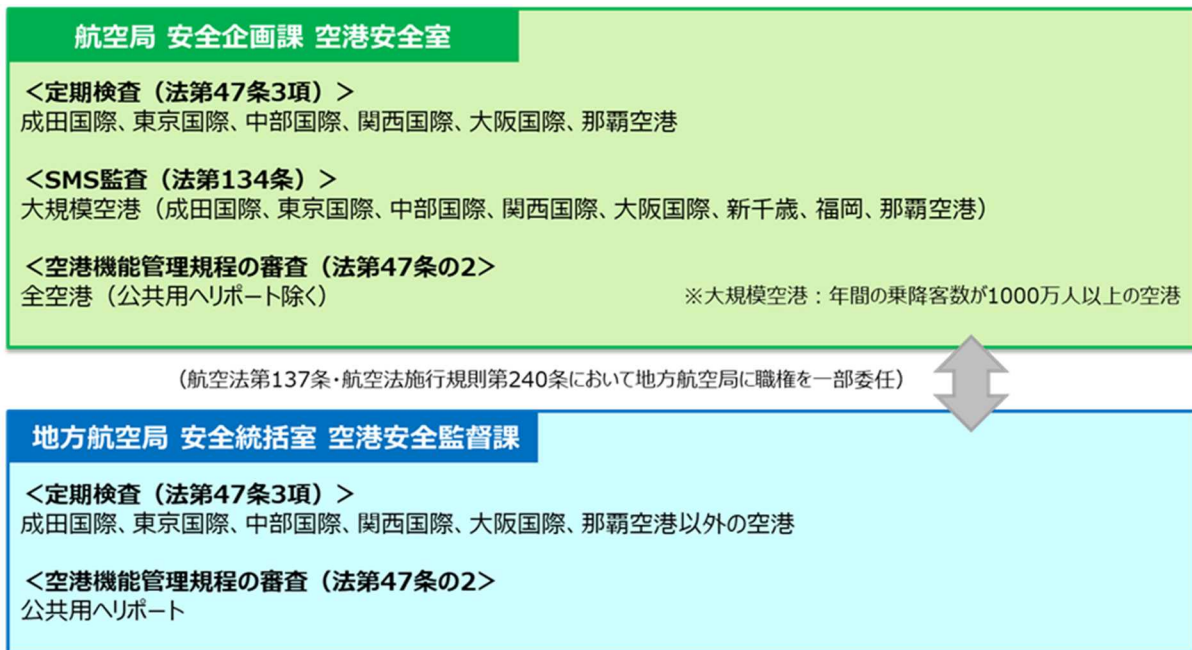 航空局 安全企画課 空港安全室
＜定期検査（法第47条3項）＞
成田国際、東京国際、中部国際、関西国際、大阪国際、那覇空港
＜SMS監査（法第134条）＞
大規模空港（成田国際、東京国際、中部国際、関西国際、大阪国際、新千歳、福岡、那覇空港）
＜空港機能管理規程の審査（法第47条の2＞
全空港（公共用ヘリポート除く）
※大規模空港：年間の乗降客数が1000万人以上の空港
（航空法第137条・航空法施行規則第240条において地方航空局に職権を一部委任）
地方航空局 安全統括室 空港安全監督課
＜定期検査（法第47条3項）＞
成田国際、東京国際、中部国際、関西国際、大阪国際、那覇空港以外の空港
＜空港機能管理規程の審査（法第47条の2＞
公共用ヘリポート